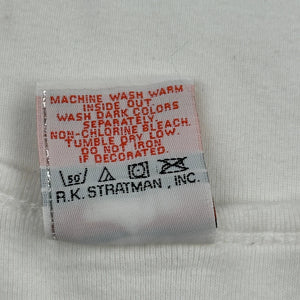 MACHINE WASH WARM
INSIDE OUT
WASH DARK COLORS
SEPARATELY.
NON-CHLORINE BLEACH.
TUMBLE DRY LOW.
DO NOT IRON
IF DECORATED.
50°
R.K. STRATMAN, INC.